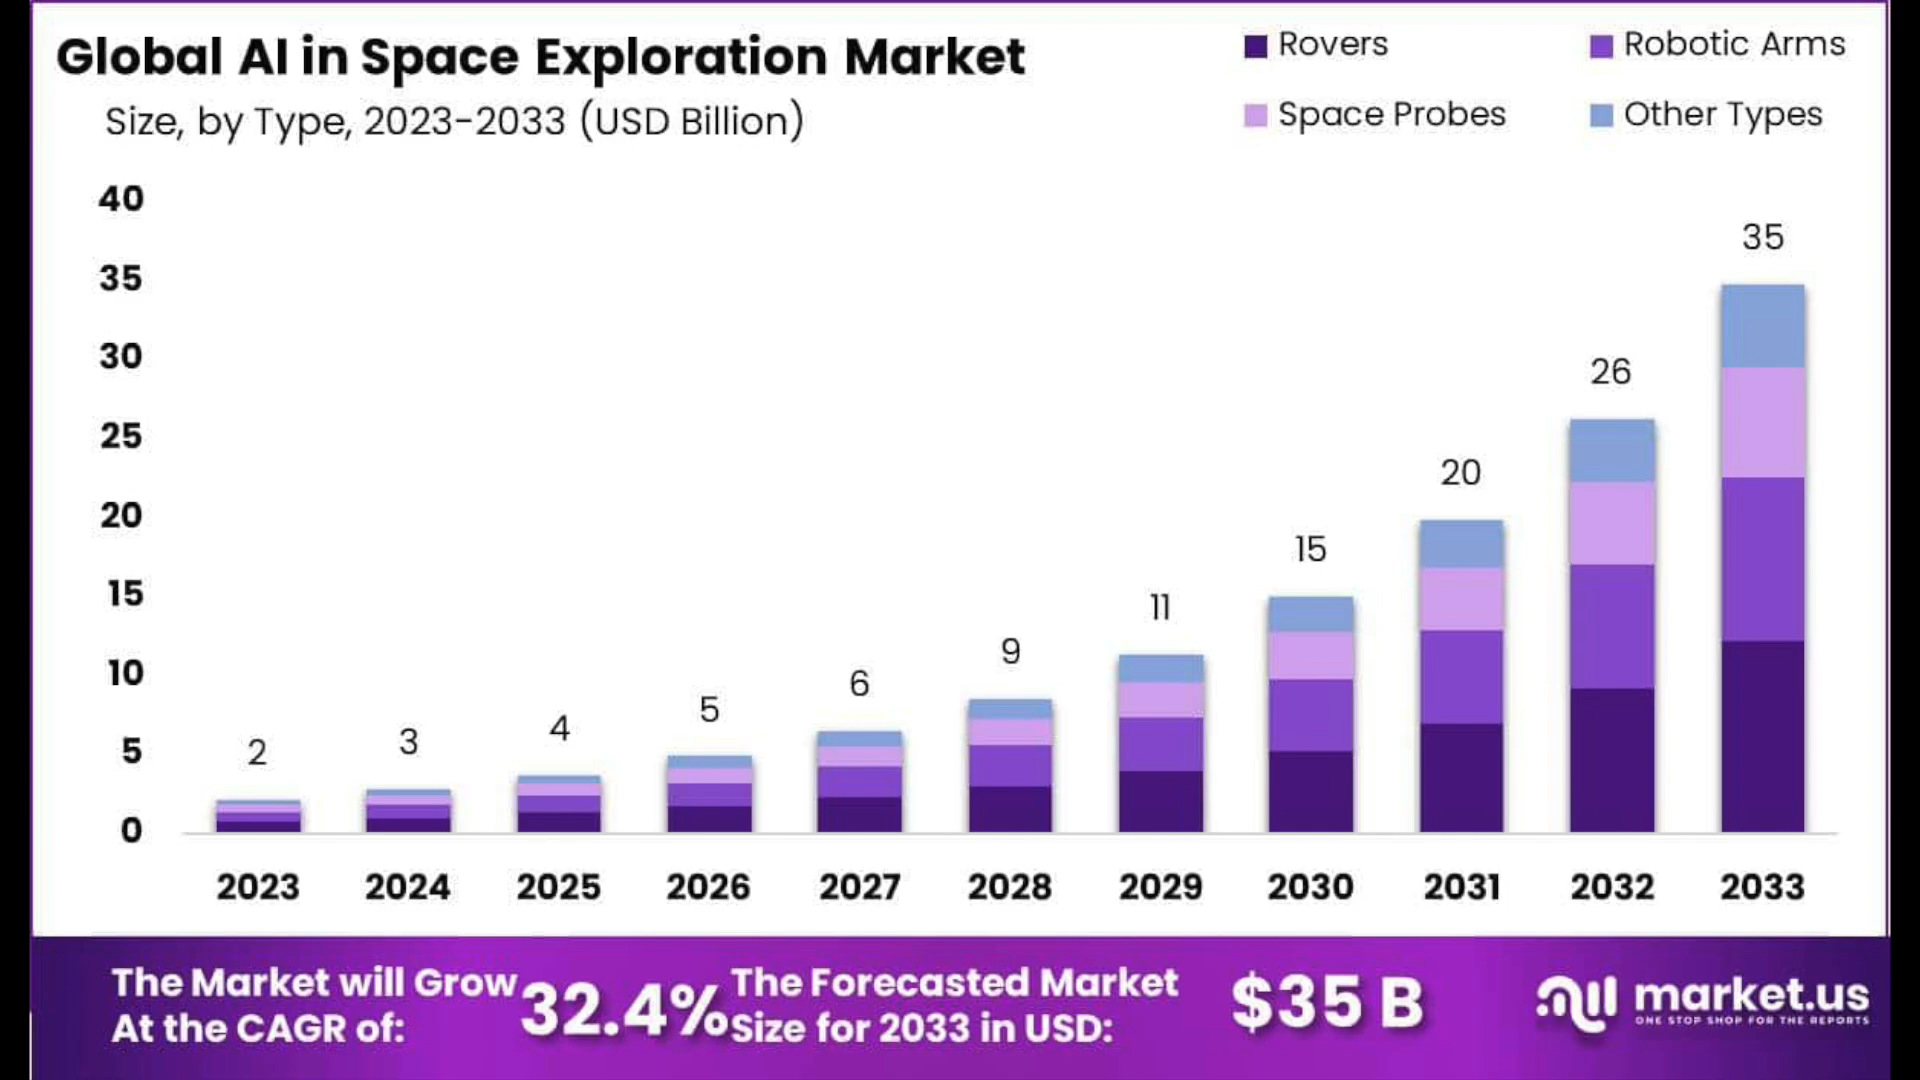 Global AI in Space Exploration Market
Size, by Type, 2023-2033 (USD Billion)
Rovers
Robotic Arms
Space Probes
Other Types
40
35
30
25
20
15
10
5
0
2
3
4
5
6
9
11
15
20
26
35
2023 2024 2025 2026 2027 2028 2029 2030 2031 2032 2033
The Market will Grow
At the CAGR of:
32.4%
The Forecasted Market
Size for 2033 in USD:
$35 B
market.us
ONE STOP SHOP FOR THE REPORTS